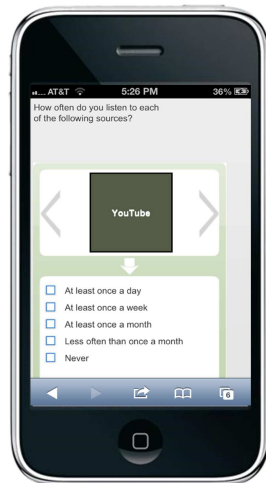 AT&T 5:26 PM 36%
How often do you listen to each
of the following sources?
YouTube
At least once a day
At least once a week
At least once a month
Less often than once a month
Never
6